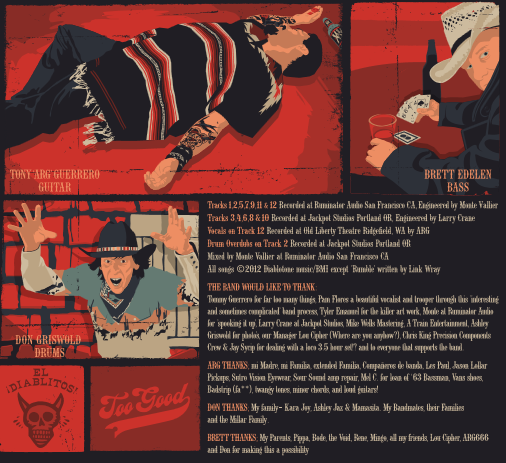 TONY ARG GUERRERO
GUITAR
BRETT EDELEN
BASS
DON GRISWOLD
DRUMS
EL
¡DIABLITOS!
Too Good
Tracks 1,2,5,7,9,11 & 12 Recorded at Ruminator Audio San Francisco CA, Engineered by Monte Vallier
Tracks 3,4,6,8 &10 Recorded at Jackpot Studios Portland OR, Engineered by Larry Crane
Vocals on Track 12 Recorded at Old Liberty Theatre Ridgefield, WA by ARG
Drum Overdubs on Track 2 Recorded at Jackpot Studios Portland OR
Mixed by Monte Vallier at Ruminator Audio San Francisco CA
All songs ©2012 Diablotone music/BMI except 'Rumble' written by Link Wray
THE BAND WOULD LIKE TO THANK:
Tommy Guerrero for far too many things, Pam Flores a beautiful vocalist and trooper through this interesting
and sometimes complicated band process, Tyler Emanuel for the killer art work, Monte at Ruminator Audio
for spooking it up, Larry Crane at Jackpot Studios, Mike Wells Mastering, A Train Entertainment, Ashley
Griswold for photos, our Manager Lou Cipher (Where are you anyhow?), Chris King Precision Components
Crew & Jay Syrip for dealing with a loco 3.5 hour set!? and to everyone that supports the band.
ARG THANKS; mi Madre, mi Familia, extended Familia, Compañeros de banda, Les Paul, Jason Lollar
Pickups, Sutro Vision Eyewear, Sour Sound amp repair, Mel C. for loan of '63 Bassman, Vans shoes,
Badstrip (fa**), twangy tones, minor chords, and loud guitars!
DON THANKS; My family- Kara Joy, Ashley Jaz & Mamasita. My Bandmates, their Families
and the Millar Family.
BRETT THANKS; My Parents, Pippa, Bode, the Void, Rene, Mingo, all my friends, Lou Cipher, ARG666
and Don for making this a possibility